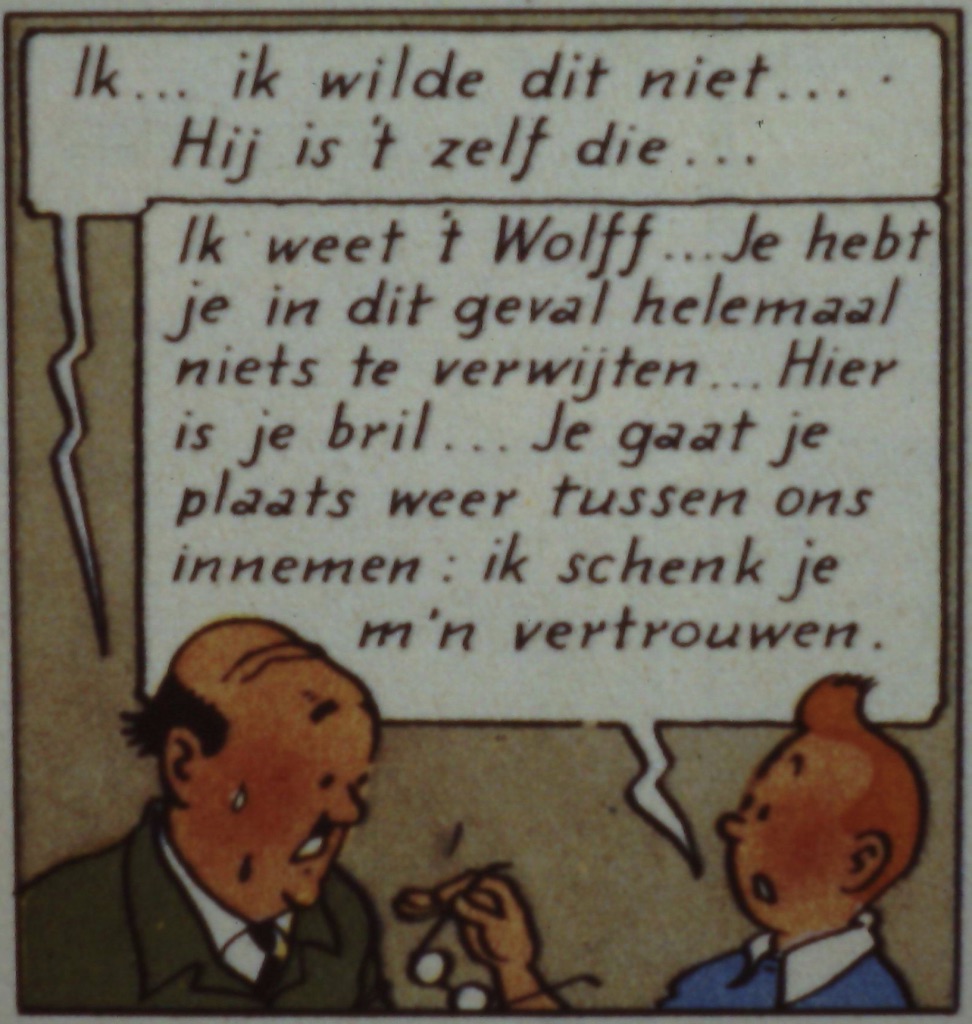 Ik... ik wilde dit niet...
Hij is 't zelf die...
Ik weet 't Wolff... Je hebt
je in dit geval helemaal
niets te verwijten... Hier
is je bril... Je gaat je
plaats weer tussen ons
innemen: ik schenk je
m'n vertrouwen.